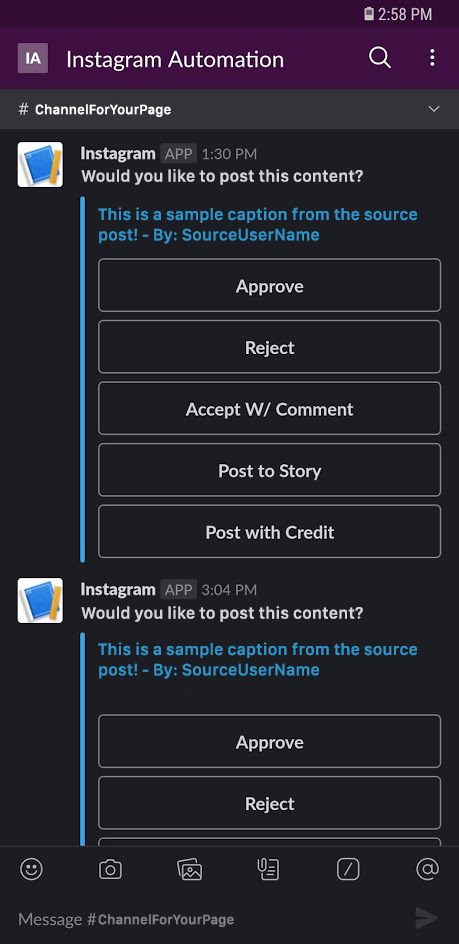 2:58 PM
IA Instagram Automation
# ChannelForYourPage
Instagram APP 1:30 PM
Would you like to post this content?
This is a sample caption from the source
post! - By: SourceUserName
Approve
Reject
Accept W/ Comment
Post to Story
Post with Credit
Instagram APP 3:04 PM
Would you like to post this content?
This is a sample caption from the source
post! - By: SourceUserName
Approve
Reject
Message #ChannelForYourPage